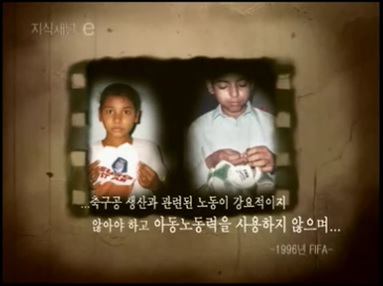 지식채널 e
...축구공 생산과 관련된 노동이 강요적이지
않아야 하고 아동노동력을 사용하지 않으며...
-1996년 FIFA-